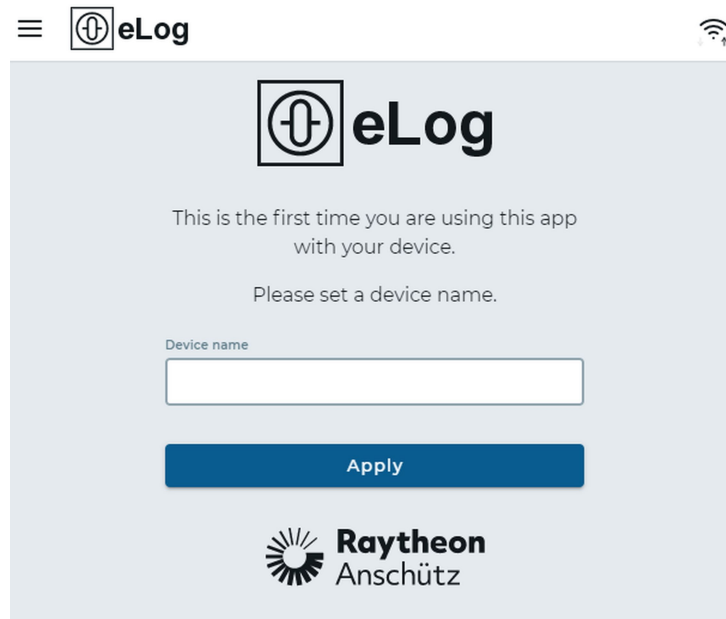 eLog
eLog
This is the first time you are using this app
with your device.
Please set a device name.
Device name
Apply
Raytheon
Anschütz